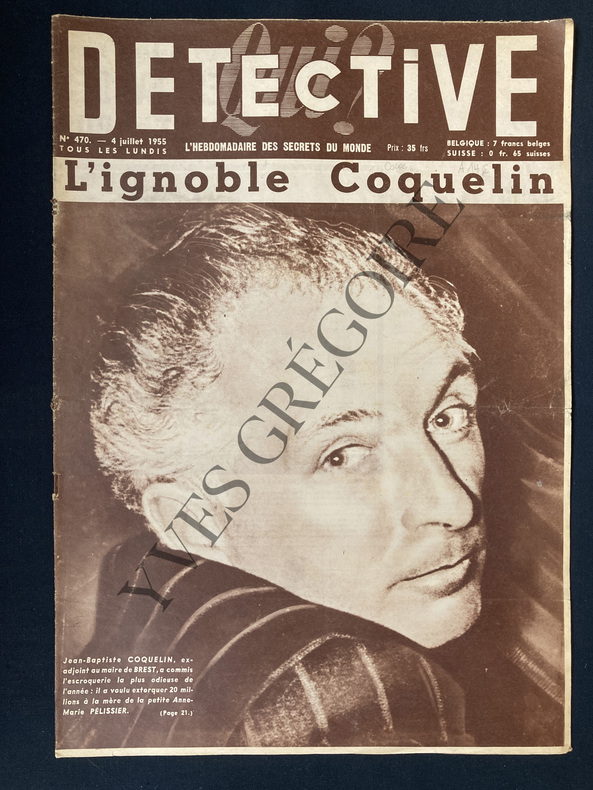 Qui?
DETECTIVE
N° 470. — 4 juillet 1955
TOUS LES LUNDIS
L'HEBDOMADAIRE DES SECRETS DU MONDE
Prix : 35 frs
BELGIQUE : 7 francs belges
SUISSE : 0 fr. 65 suisses
L'ignoble Coquelin
YVES GRÉGOIRE
Jean-Baptiste COQUELIN, ex-
adjoint au maire de BREST, a commis
l'escroquerie la plus odieuse de
l'année : il a voulu extorquer 20 mil-
lions à la mère de la petite Anne-
Marie PÉLISSIER. (Page 21.)